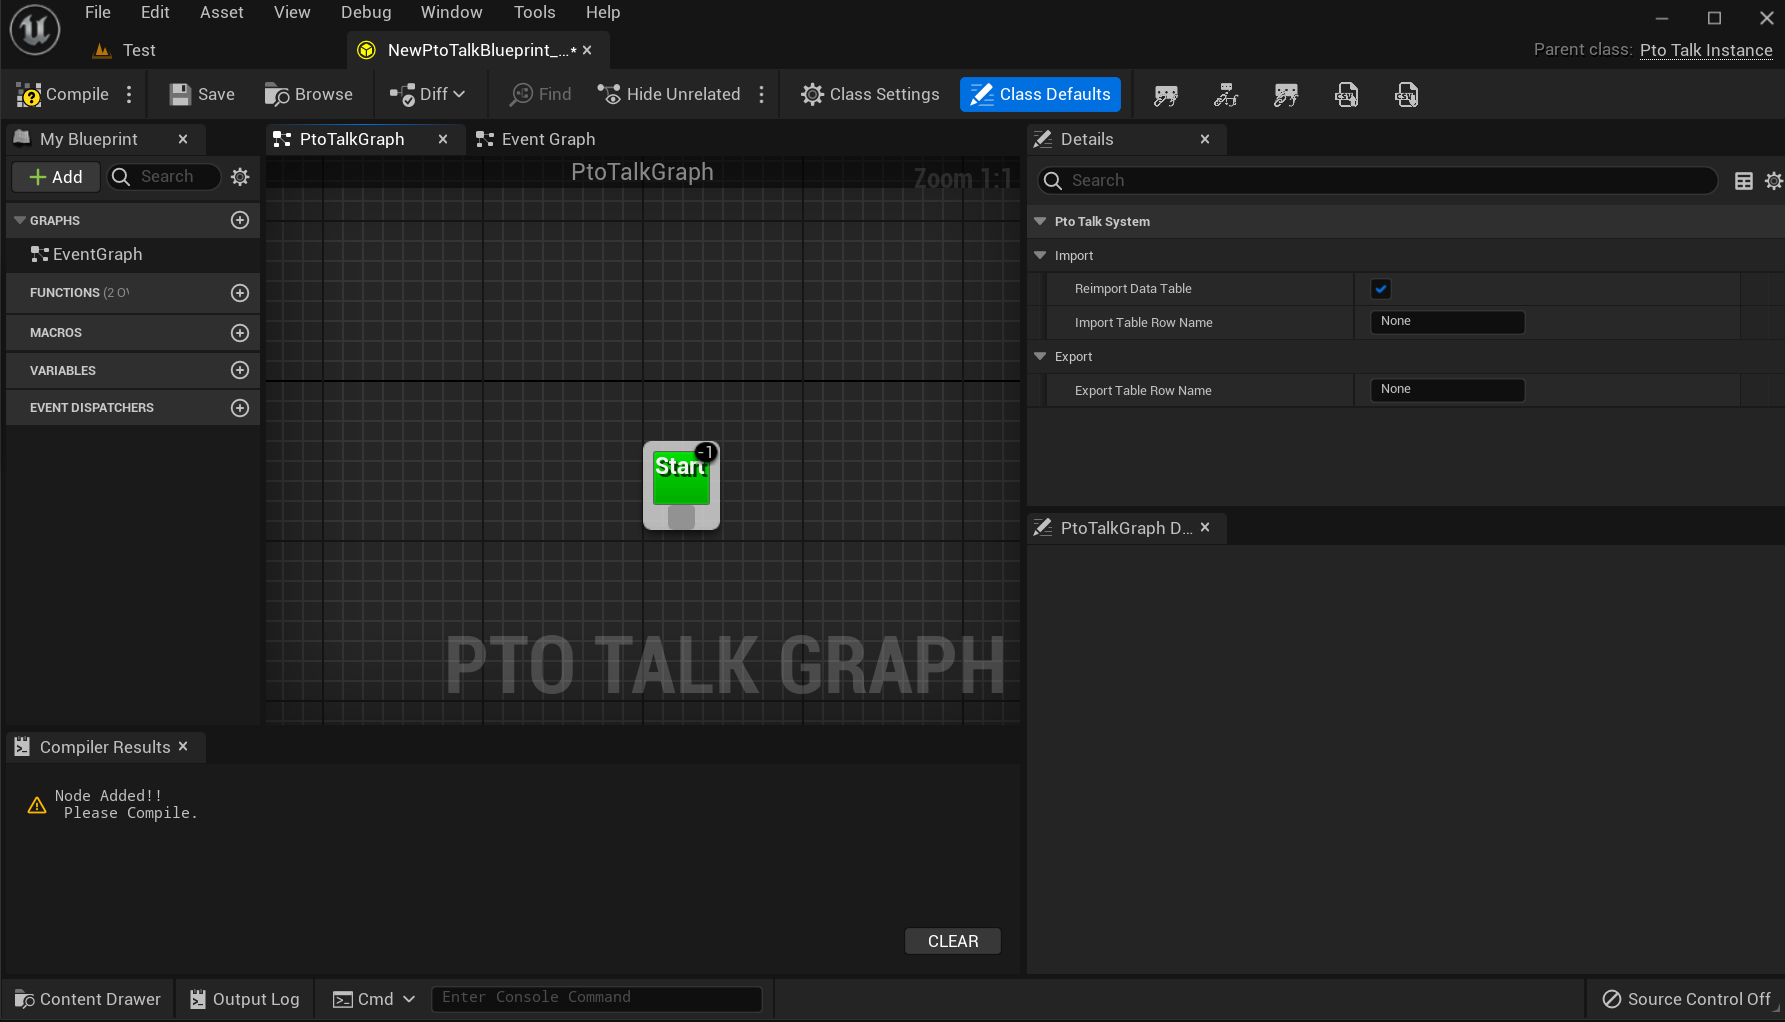 File Edit Asset View Debug Window Tools Help
Test
NewPtoTalkBlueprint_...*
Parent class: Pto Talk Instance
Compile Save Browse Diff Find Hide Unrelated Class Settings Class Defaults
My Blueprint
Add Search
GRAPHS
EventGraph
FUNCTIONS (2 OV
MACROS
VARIABLES
EVENT DISPATCHERS
PtoTalkGraph Event Graph
PtoTalkGraph
Zoom 1:1
-1
Start
PTO TALK GRAPH
Details
Search
Pto Talk System
Import
Reimport Data Table
Import Table Row Name None
Export
Export Table Row Name None
PtoTalkGraph D...
Compiler Results
Node Added!!
Please Compile.
CLEAR
Content Drawer Output Log Cmd Enter Console Command Source Control Off